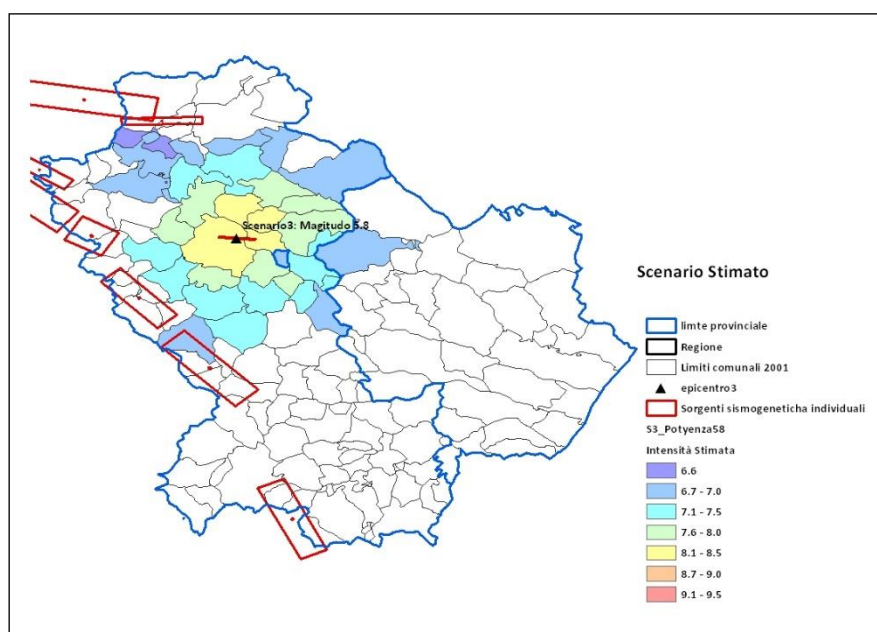 Scenario3: Magitudo 5.8
Scenario Stimato
limte provinciale
Regione
Limiti comunali 2001
epicentro3
Sorgenti sismogenetiche individuali
S3_Potyenza58
Intensità Stimata
6.6
6.7 - 7.0
7.1 - 7.5
7.6 - 8.0
8.1 - 8.5
8.7 - 9.0
9.1 - 9.5